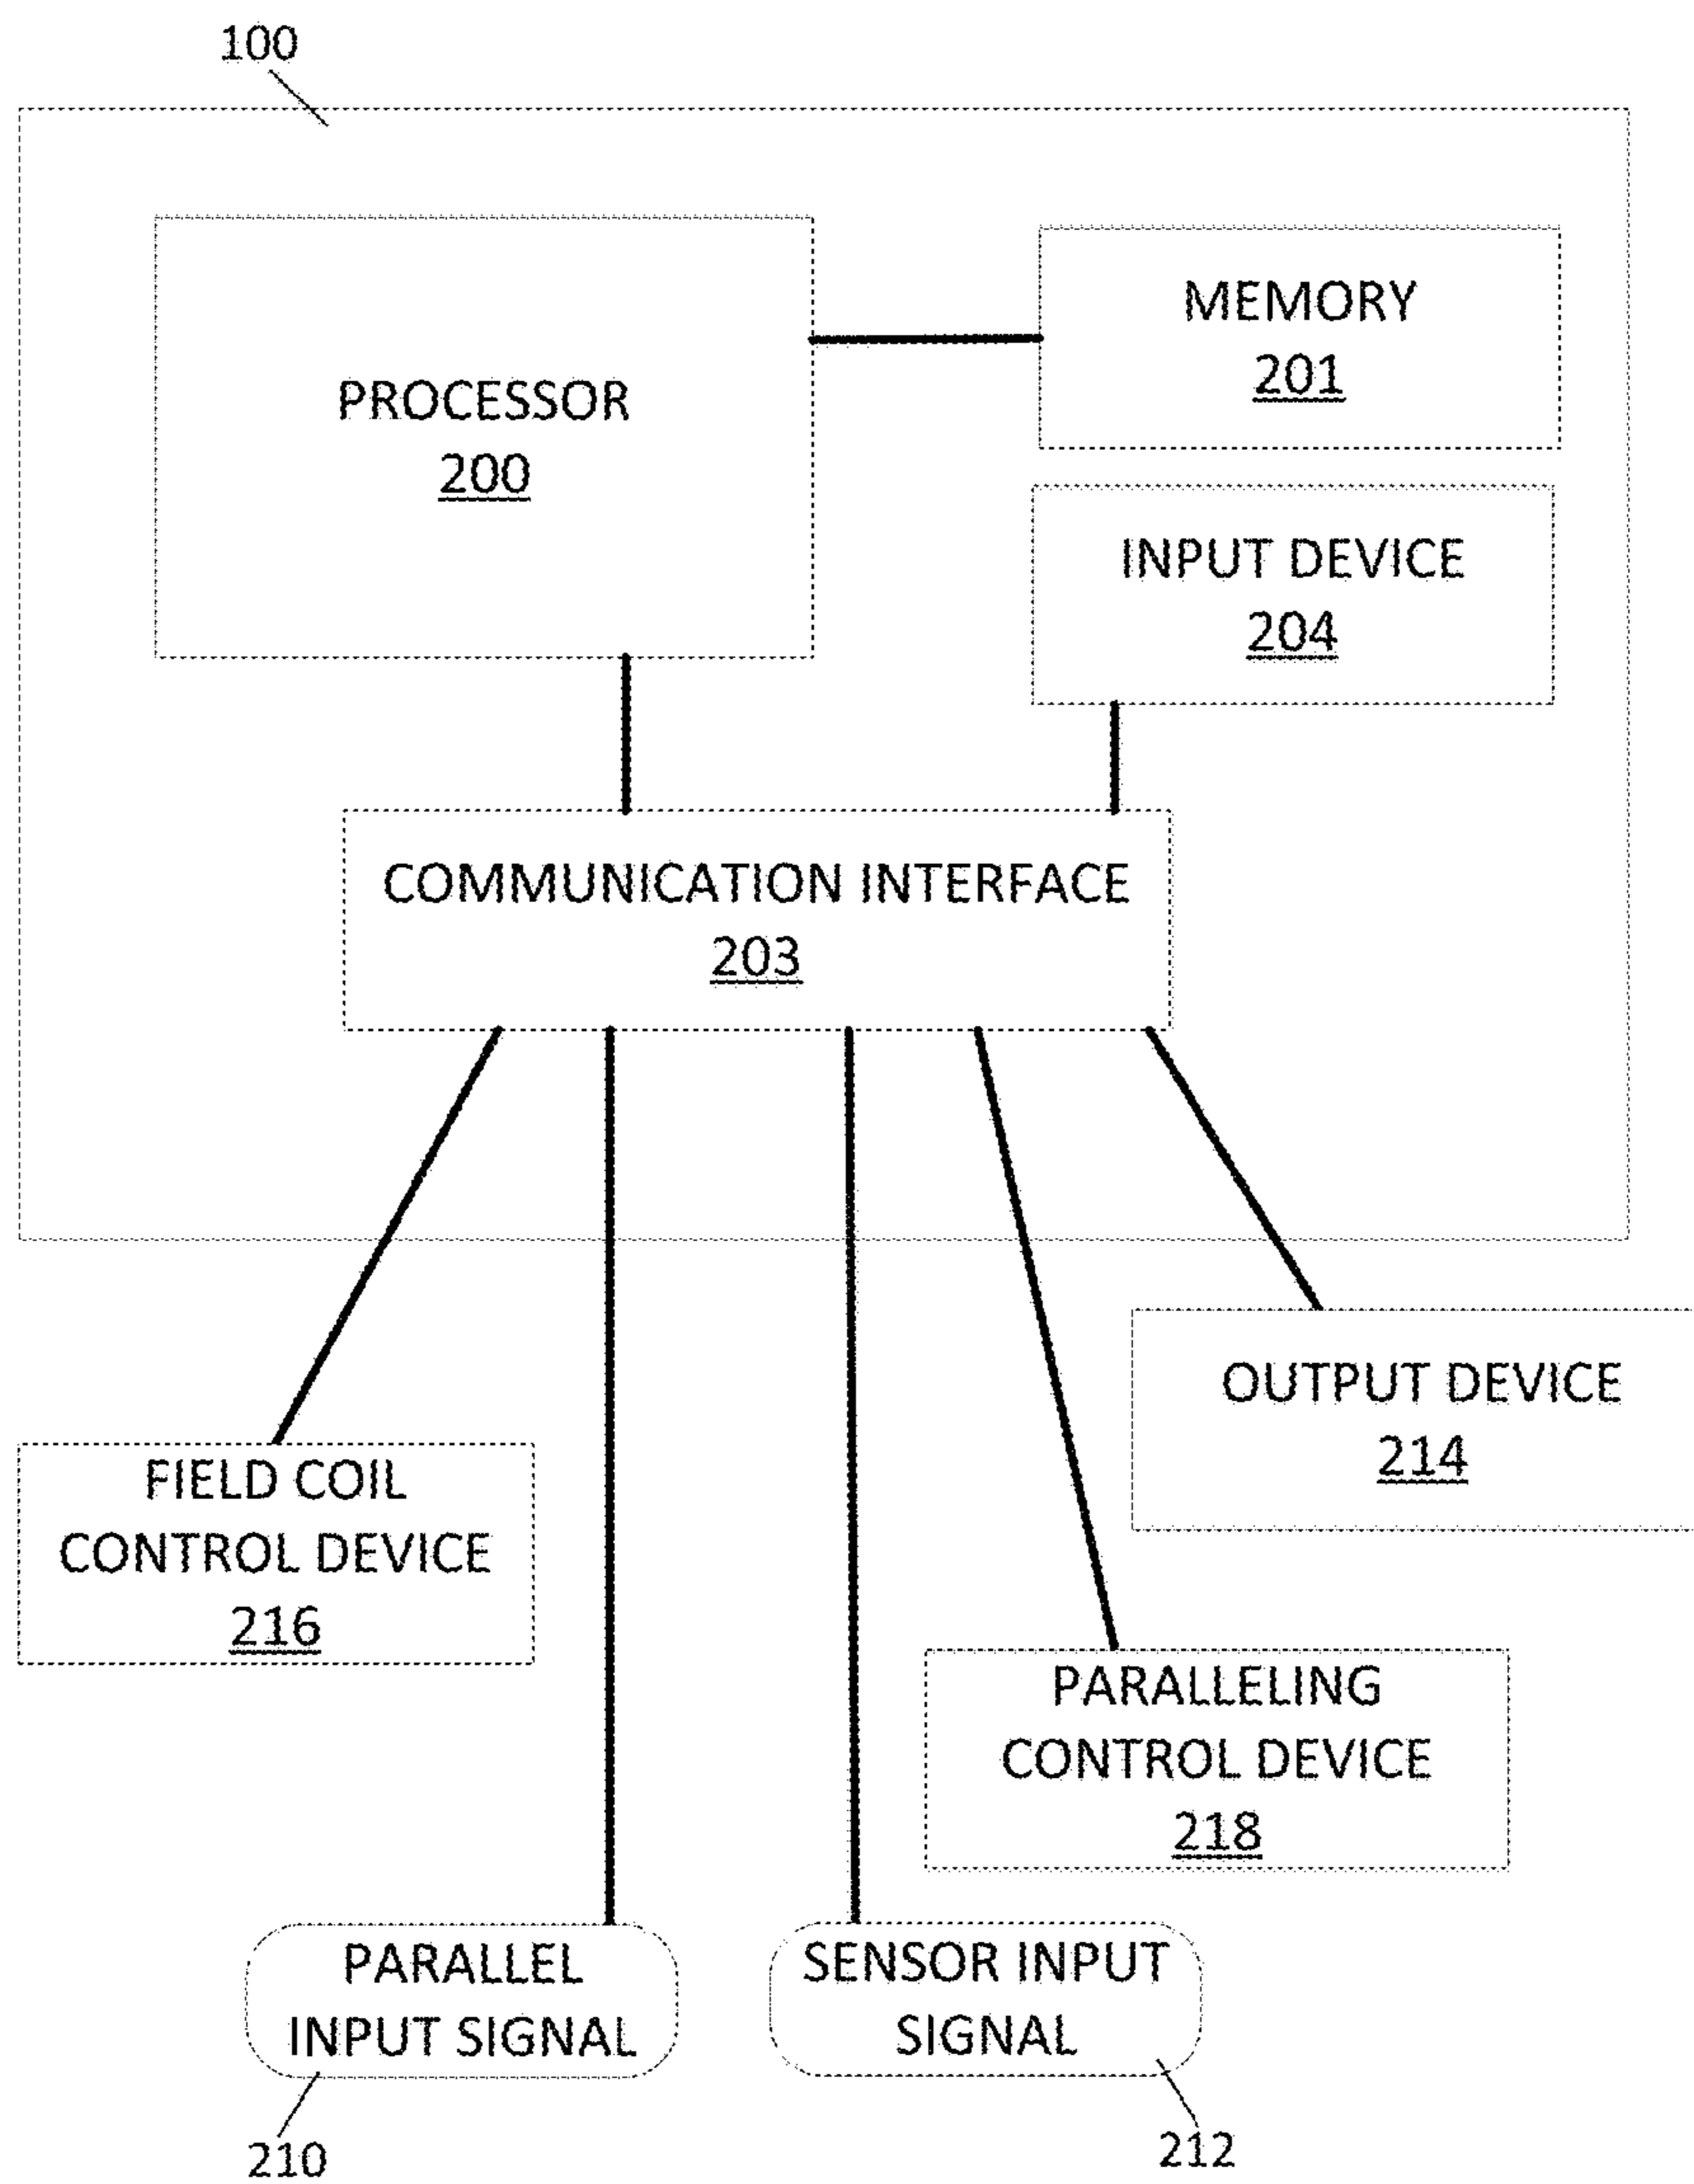 100
PROCESSOR
200
MEMORY
201
INPUT DEVICE
204
COMMUNICATION INTERFACE
203
OUTPUT DEVICE
214
FIELD COIL
CONTROL DEVICE
216
PARALLELING
CONTROL DEVICE
218
PARALLEL
INPUT SIGNAL
210
SENSOR INPUT
SIGNAL
212